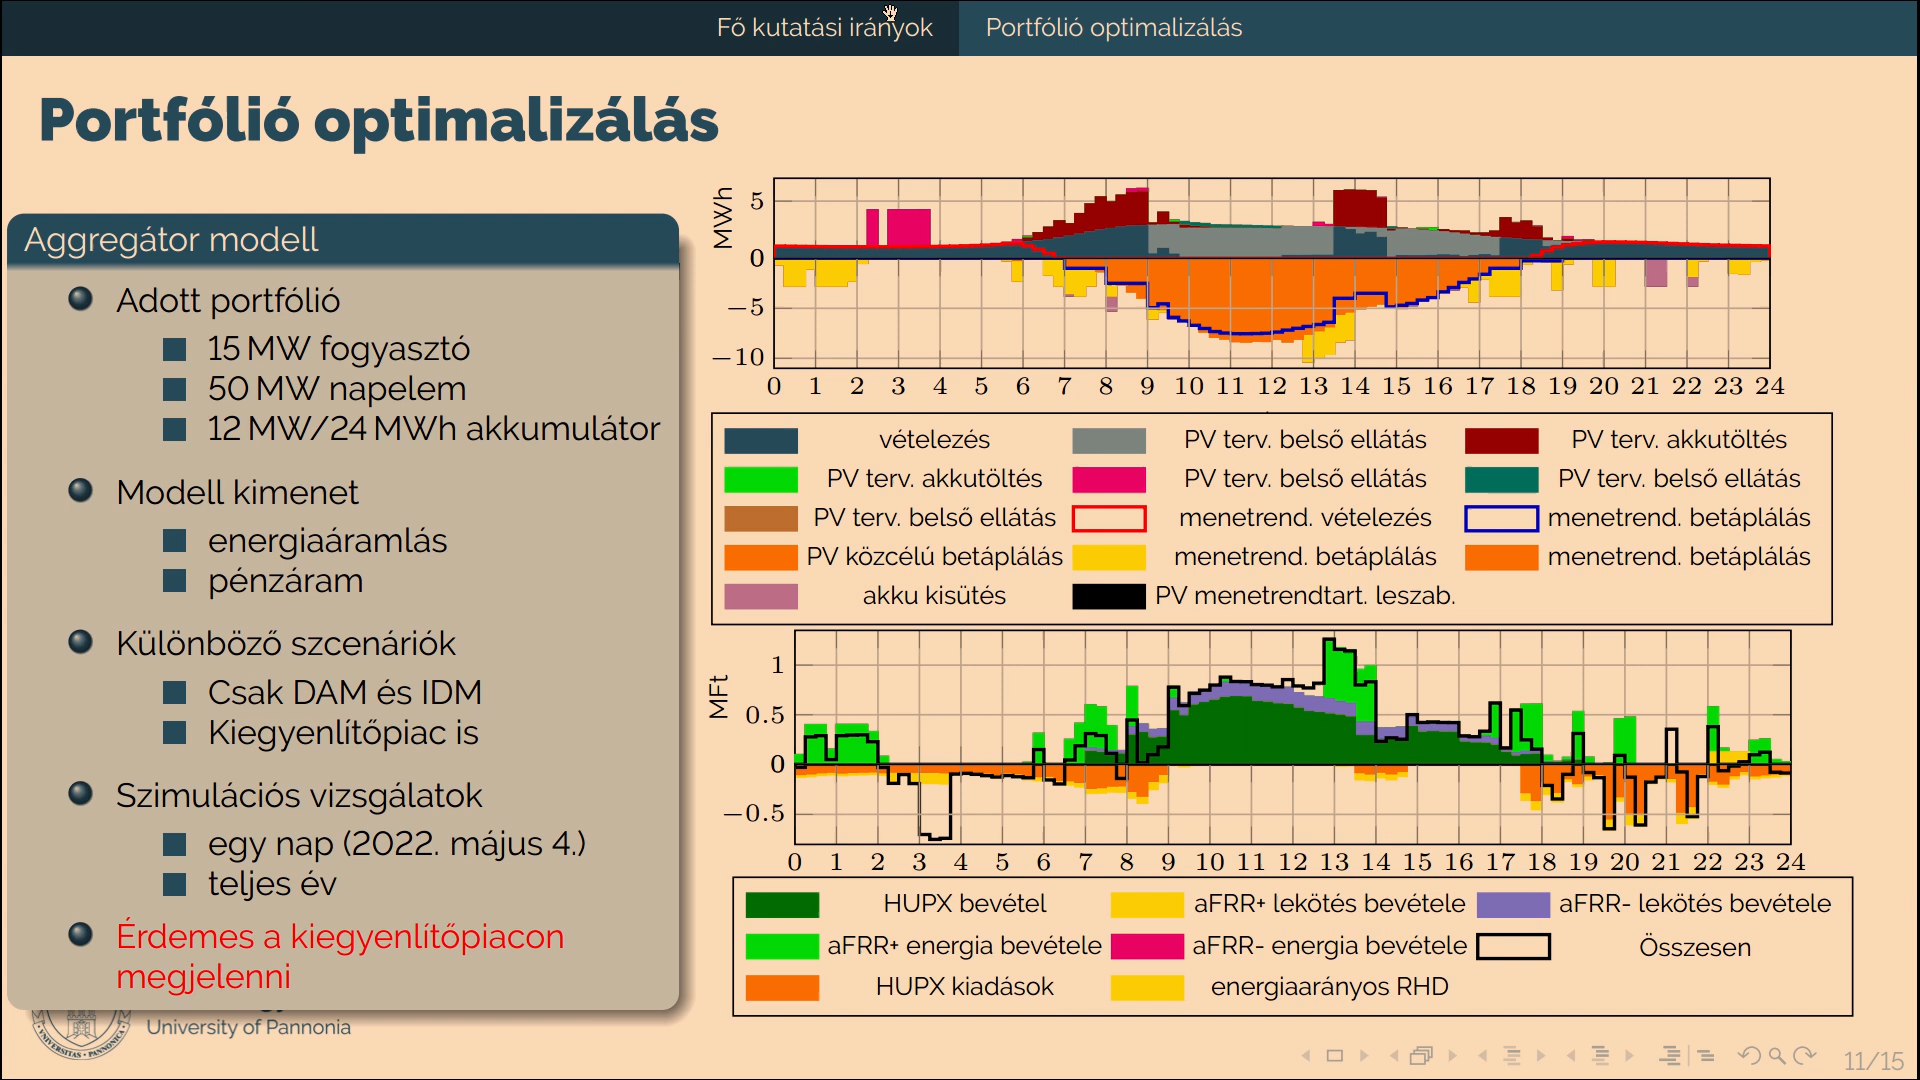 Fő kutatási irányok
Portfólió optimalizálás
Portfólió optimalizálás
Aggregátor modell
Adott portfólió
15 MW fogyasztó
50 MW napelem
12 MW/24 MWh akkumulátor
Modell kimenet
energiaáramlás
pénzáram
Különböző szcenáriók
Csak DAM és IDM
Kiegyenlítőpiac is
Szimulációs vizsgálatok
egy nap (2022. május 4.)
teljes év
Érdemes a kiegyenlítőpiacon
megjelenni
University of Pannonia
MWh
5
0
−5
−10
0 1 2 3 4 5 6 7 8 9 10 11 12 13 14 15 16 17 18 19 20 21 22 23 24
vételezés PV terv. belső ellátás PV terv. akkutöltés
PV terv. akkutöltés PV terv. belső ellátás PV terv. belső ellátás
PV terv. belső ellátás menetrend. vételezés menetrend. betáplálás
PV közcélú betáplálás menetrend. betáplálás menetrend. betáplálás
akku kisütés PV menetrendtart. leszab.
MFt
1
0.5
0
−0.5
0 1 2 3 4 5 6 7 8 9 10 11 12 13 14 15 16 17 18 19 20 21 22 23 24
HUPX bevétel aFRR+ lekötés bevétele aFRR- lekötés bevétele
aFRR+ energia bevétele aFRR- energia bevétele Összesen
HUPX kiadások energiaarányos RHD
11/15